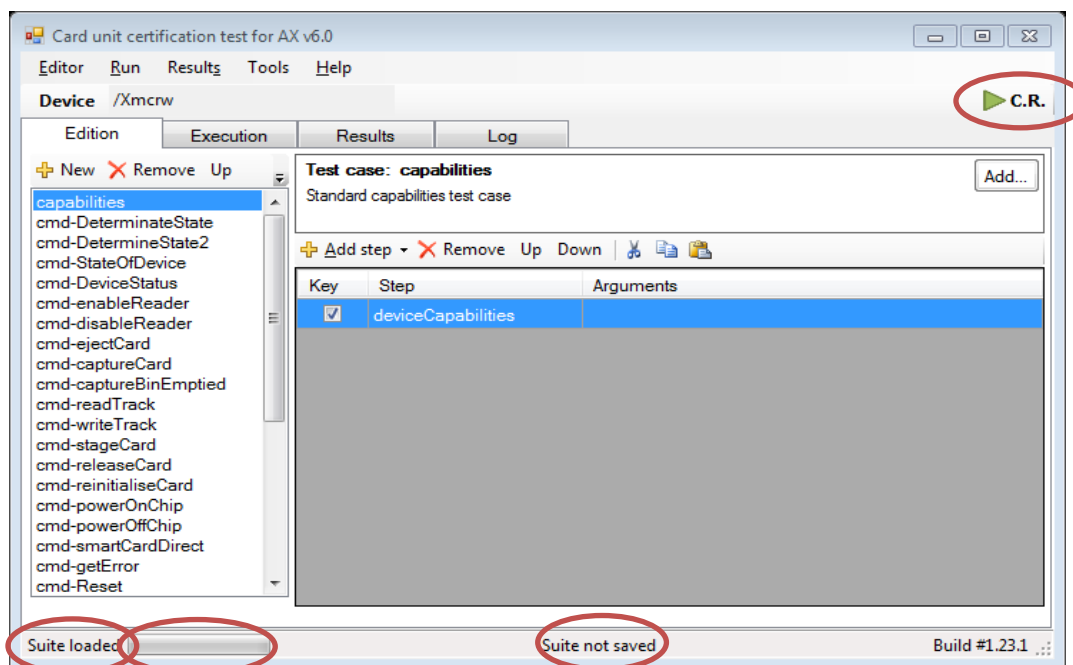 Card unit certification test for AX v6.0
Editor Run Results Tools Help
Device /Xmcrw C.R.
Edition Execution Results Log
New Remove Up
Test case: capabilities
Add...
Standard capabilities test case
capabilities
cmd-DeterminateState
cmd-DetermineState2
cmd-StateOfDevice
cmd-DeviceStatus
cmd-enableReader
cmd-disableReader
cmd-ejectCard
cmd-captureCard
cmd-captureBinEmptied
cmd-readTrack
cmd-writeTrack
cmd-stageCard
cmd-releaseCard
cmd-reinitialiseCard
cmd-powerOnChip
cmd-powerOffChip
cmd-smartCardDirect
cmd-getError
cmd-Reset
Add step Remove Up Down
Key Step Arguments
deviceCapabilities
Suite loaded Suite not saved Build #1.23.1